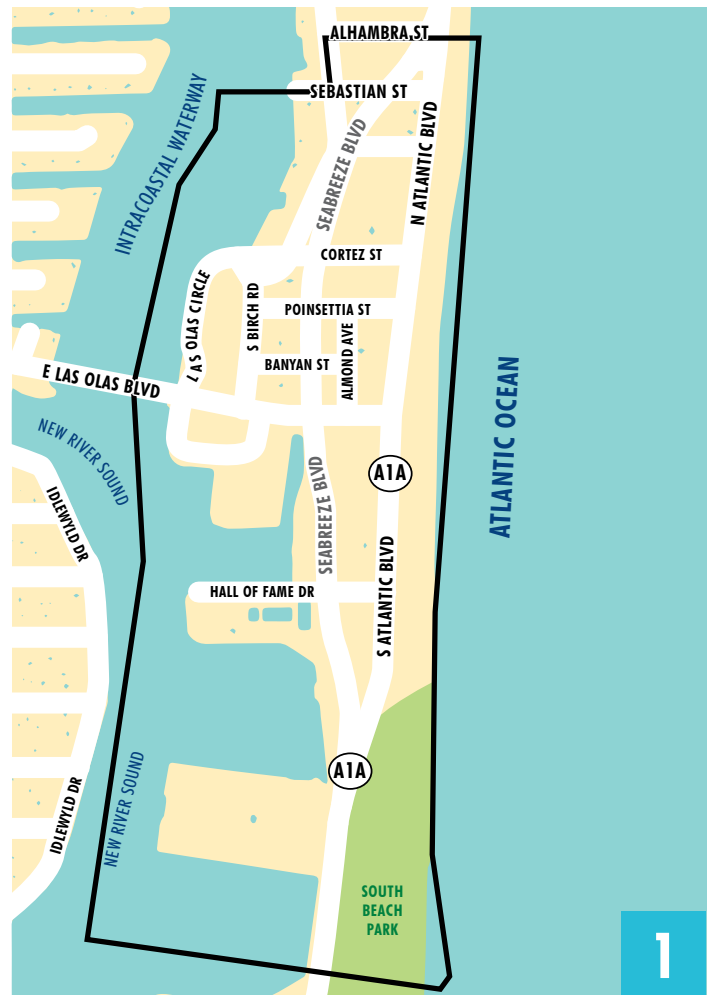 ALHAMBRA ST
SEBASTIAN ST
INTRACOASTAL WATERWAY
SEABREEZE BLVD
N ATLANTIC BLVD
CORTEZ ST
LAS OLAS CIRCLE
S BIRCH RD
POINSETTIA ST
ALMOND AVE
BANYAN ST
E LAS OLAS BLVD
NEW RIVER SOUND
ATLANTIC OCEAN
A1A
IDLEWYLD DR
SEABREEZE BLVD
HALL OF FAME DR
S ATLANTIC BLVD
A1A
NEW RIVER SOUND
IDLEWYLD DR
SOUTH
BEACH
PARK
1